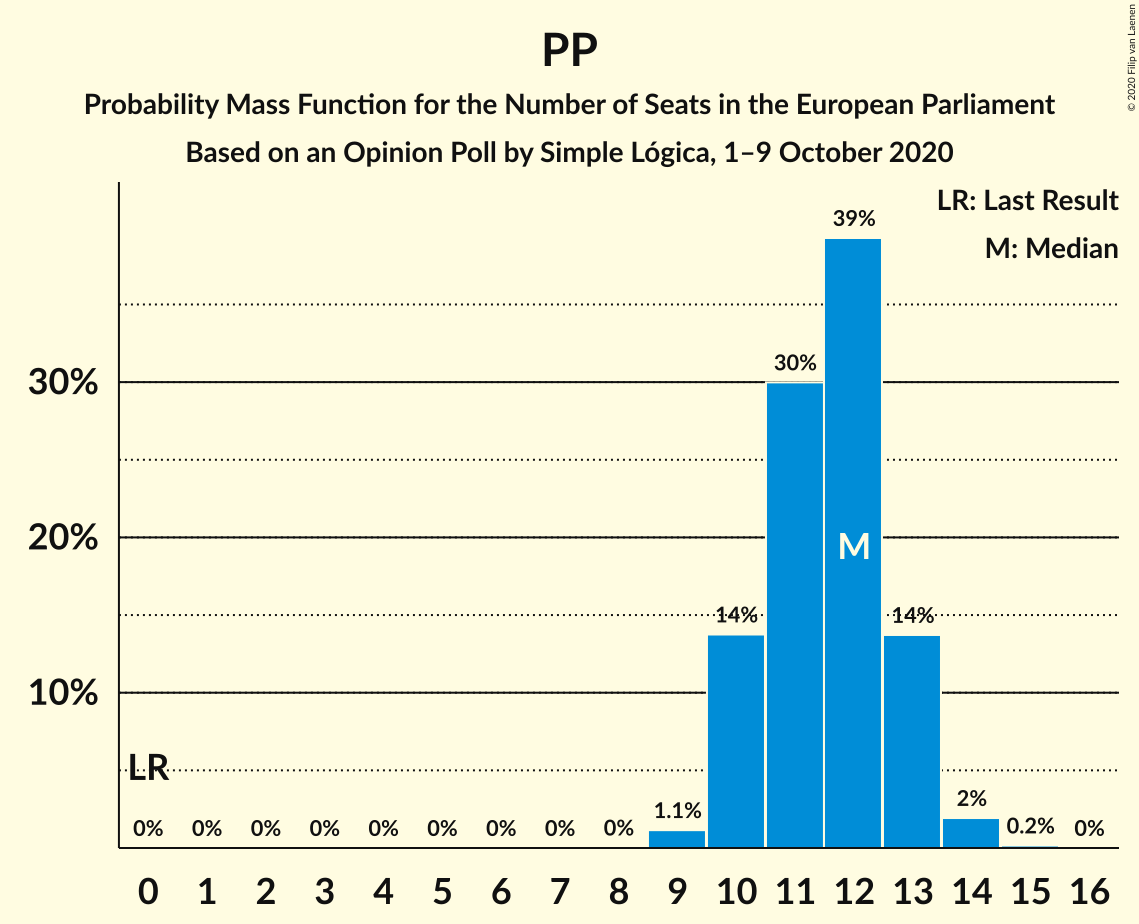 PP
Probability Mass Function for the Number of Seats in the European Parliament
Based on an Opinion Poll by Simple Lógica, 1–9 October 2020
© 2020 Filip van Laenen
LR: Last Result
M: Median
39%
30%
30%
20%
M
14%
14%
10%
LR
0% 0% 0% 0% 0% 0% 0% 0% 0% 1.1% 2% 0.2% 0%
0 1 2 3 4 5 6 7 8 9 10 11 12 13 14 15 16